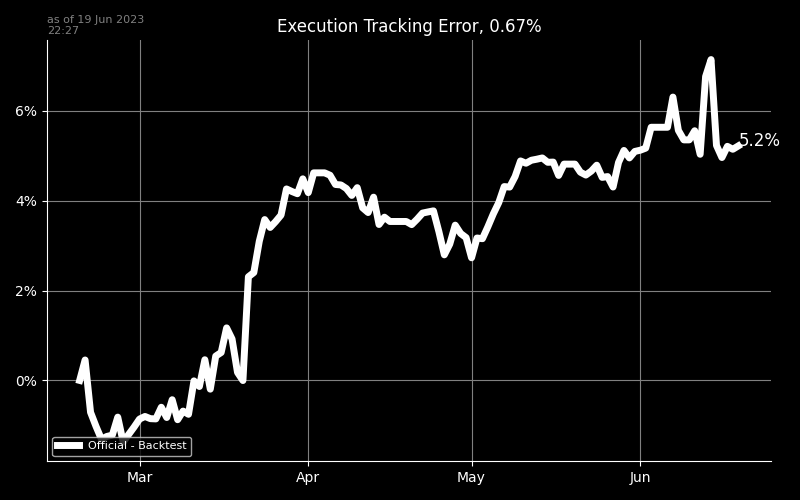 as of 19 Jun 2023
22:27
Execution Tracking Error, 0.67%
6%
5.2%
4%
2%
0%
Official - Backtest
Mar Apr May Jun